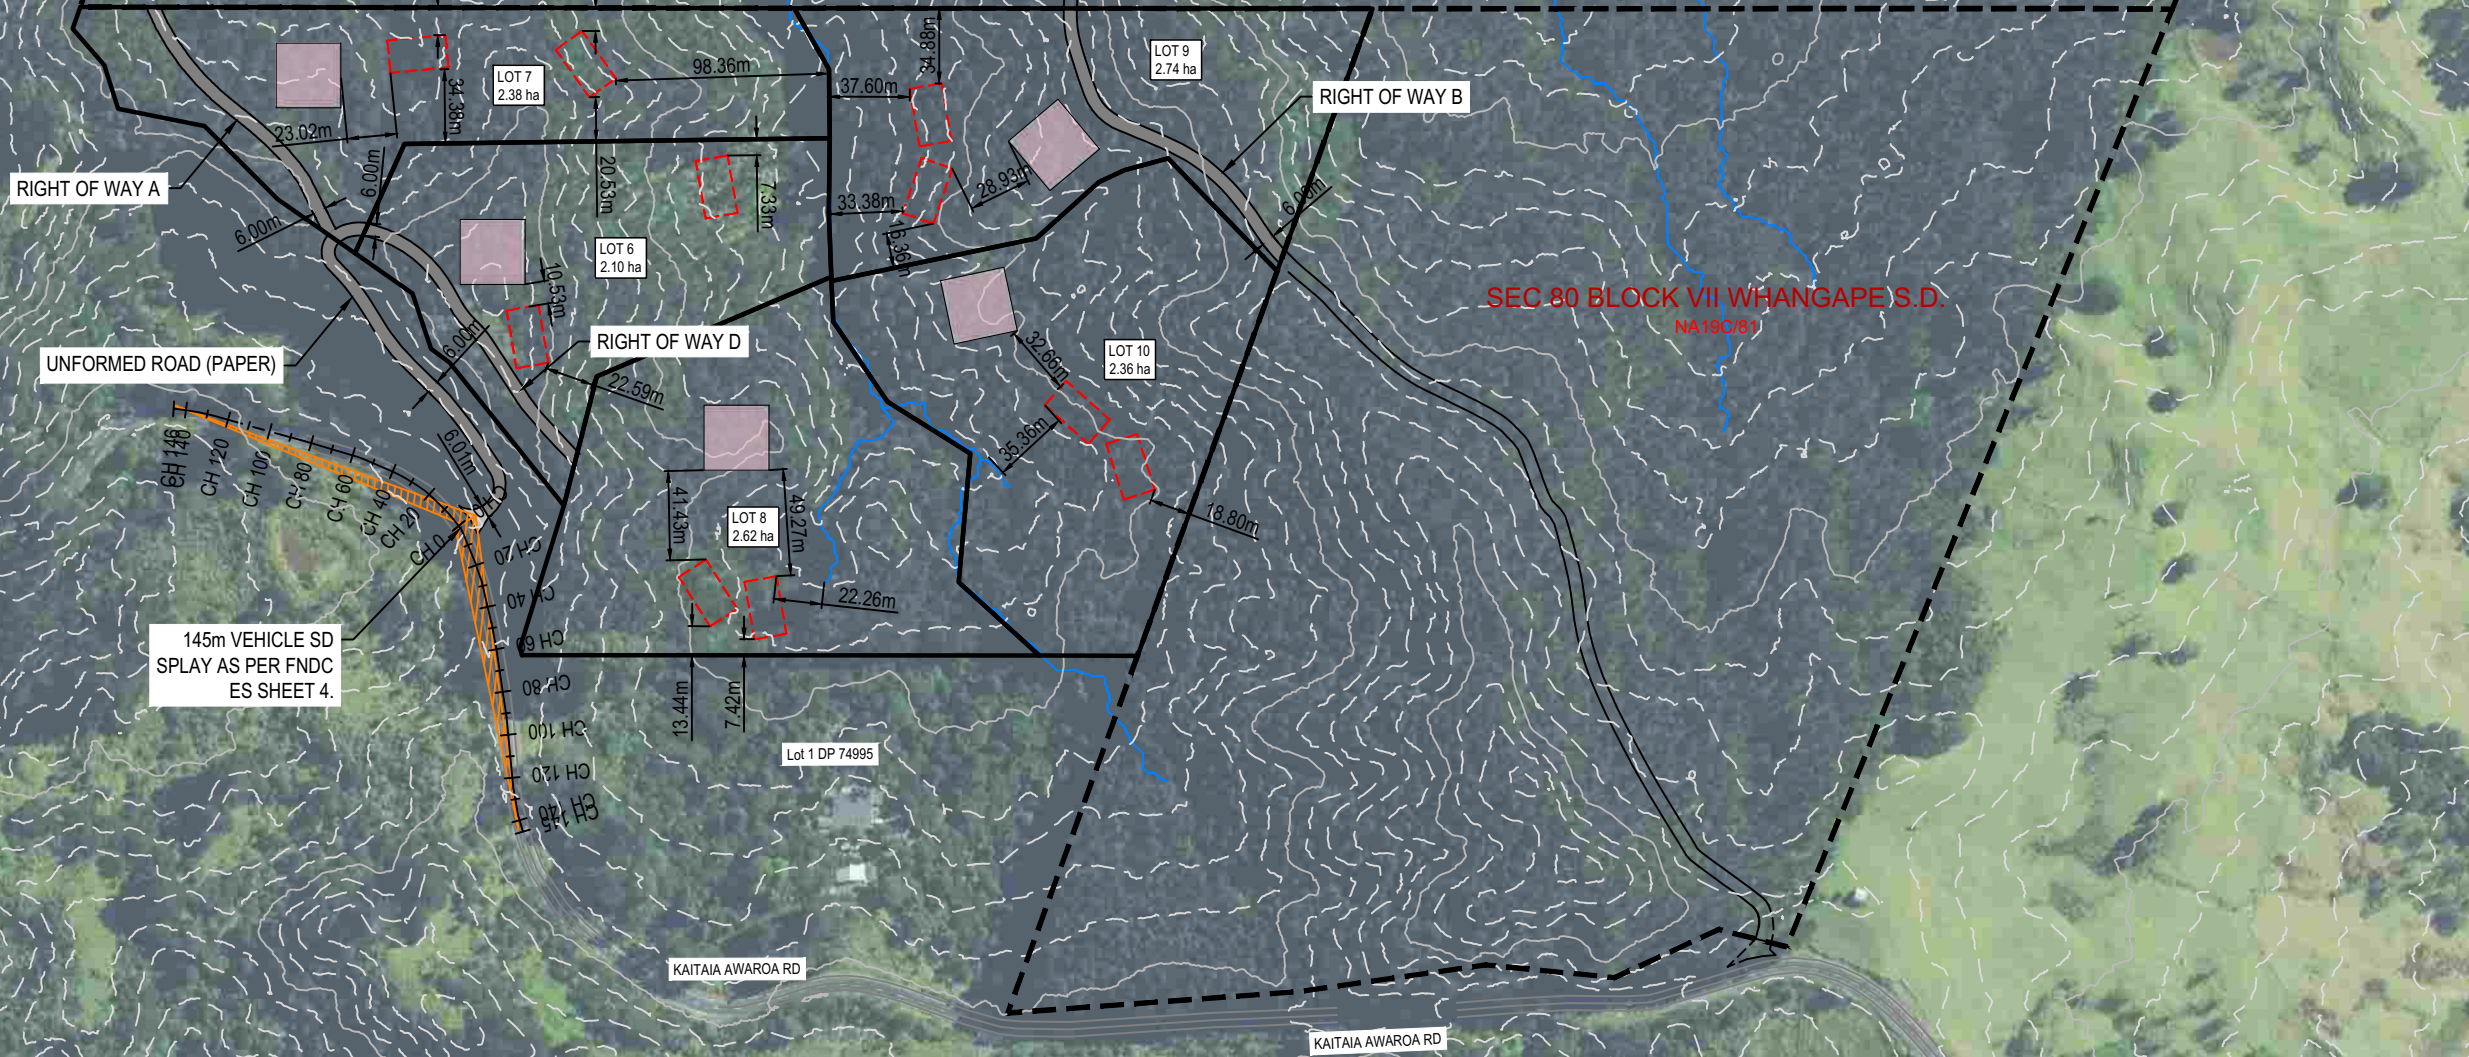 LOT 9
2.74 ha
34.88m
98.36m
LOT 7
2.38 ha
37.60m
RIGHT OF WAY B
34.38m
23.02m
6.00m
RIGHT OF WAY A
20.53m
7.33m
28.93m
33.38m
6.00m
6.00m
LOT 6
2.10 ha
10.53m
SEC 80 BLOCK VII WHANGAPE S.D.
NA19C/81
6.00m
RIGHT OF WAY D
UNFORMED ROAD (PAPER)
32.66m
LOT 10
2.36 ha
22.59m
35.36m
6.01m
CH 146
CH 140
CH 120
CH 100
CH 80
CH 60
CH 40
CH 20
CH 0
CH 0
CH 20
CH 40
CH 60
CH 80
CH 100
CH 120
CH 140
CH 145
41.43m
49.27m
LOT 8
2.62 ha
18.80m
22.26m
145m VEHICLE SD
SPLAY AS PER FNDC
ES SHEET 4.
13.44m
7.42m
Lot 1 DP 74995
KAITAIA AWAROA RD
KAITAIA AWAROA RD